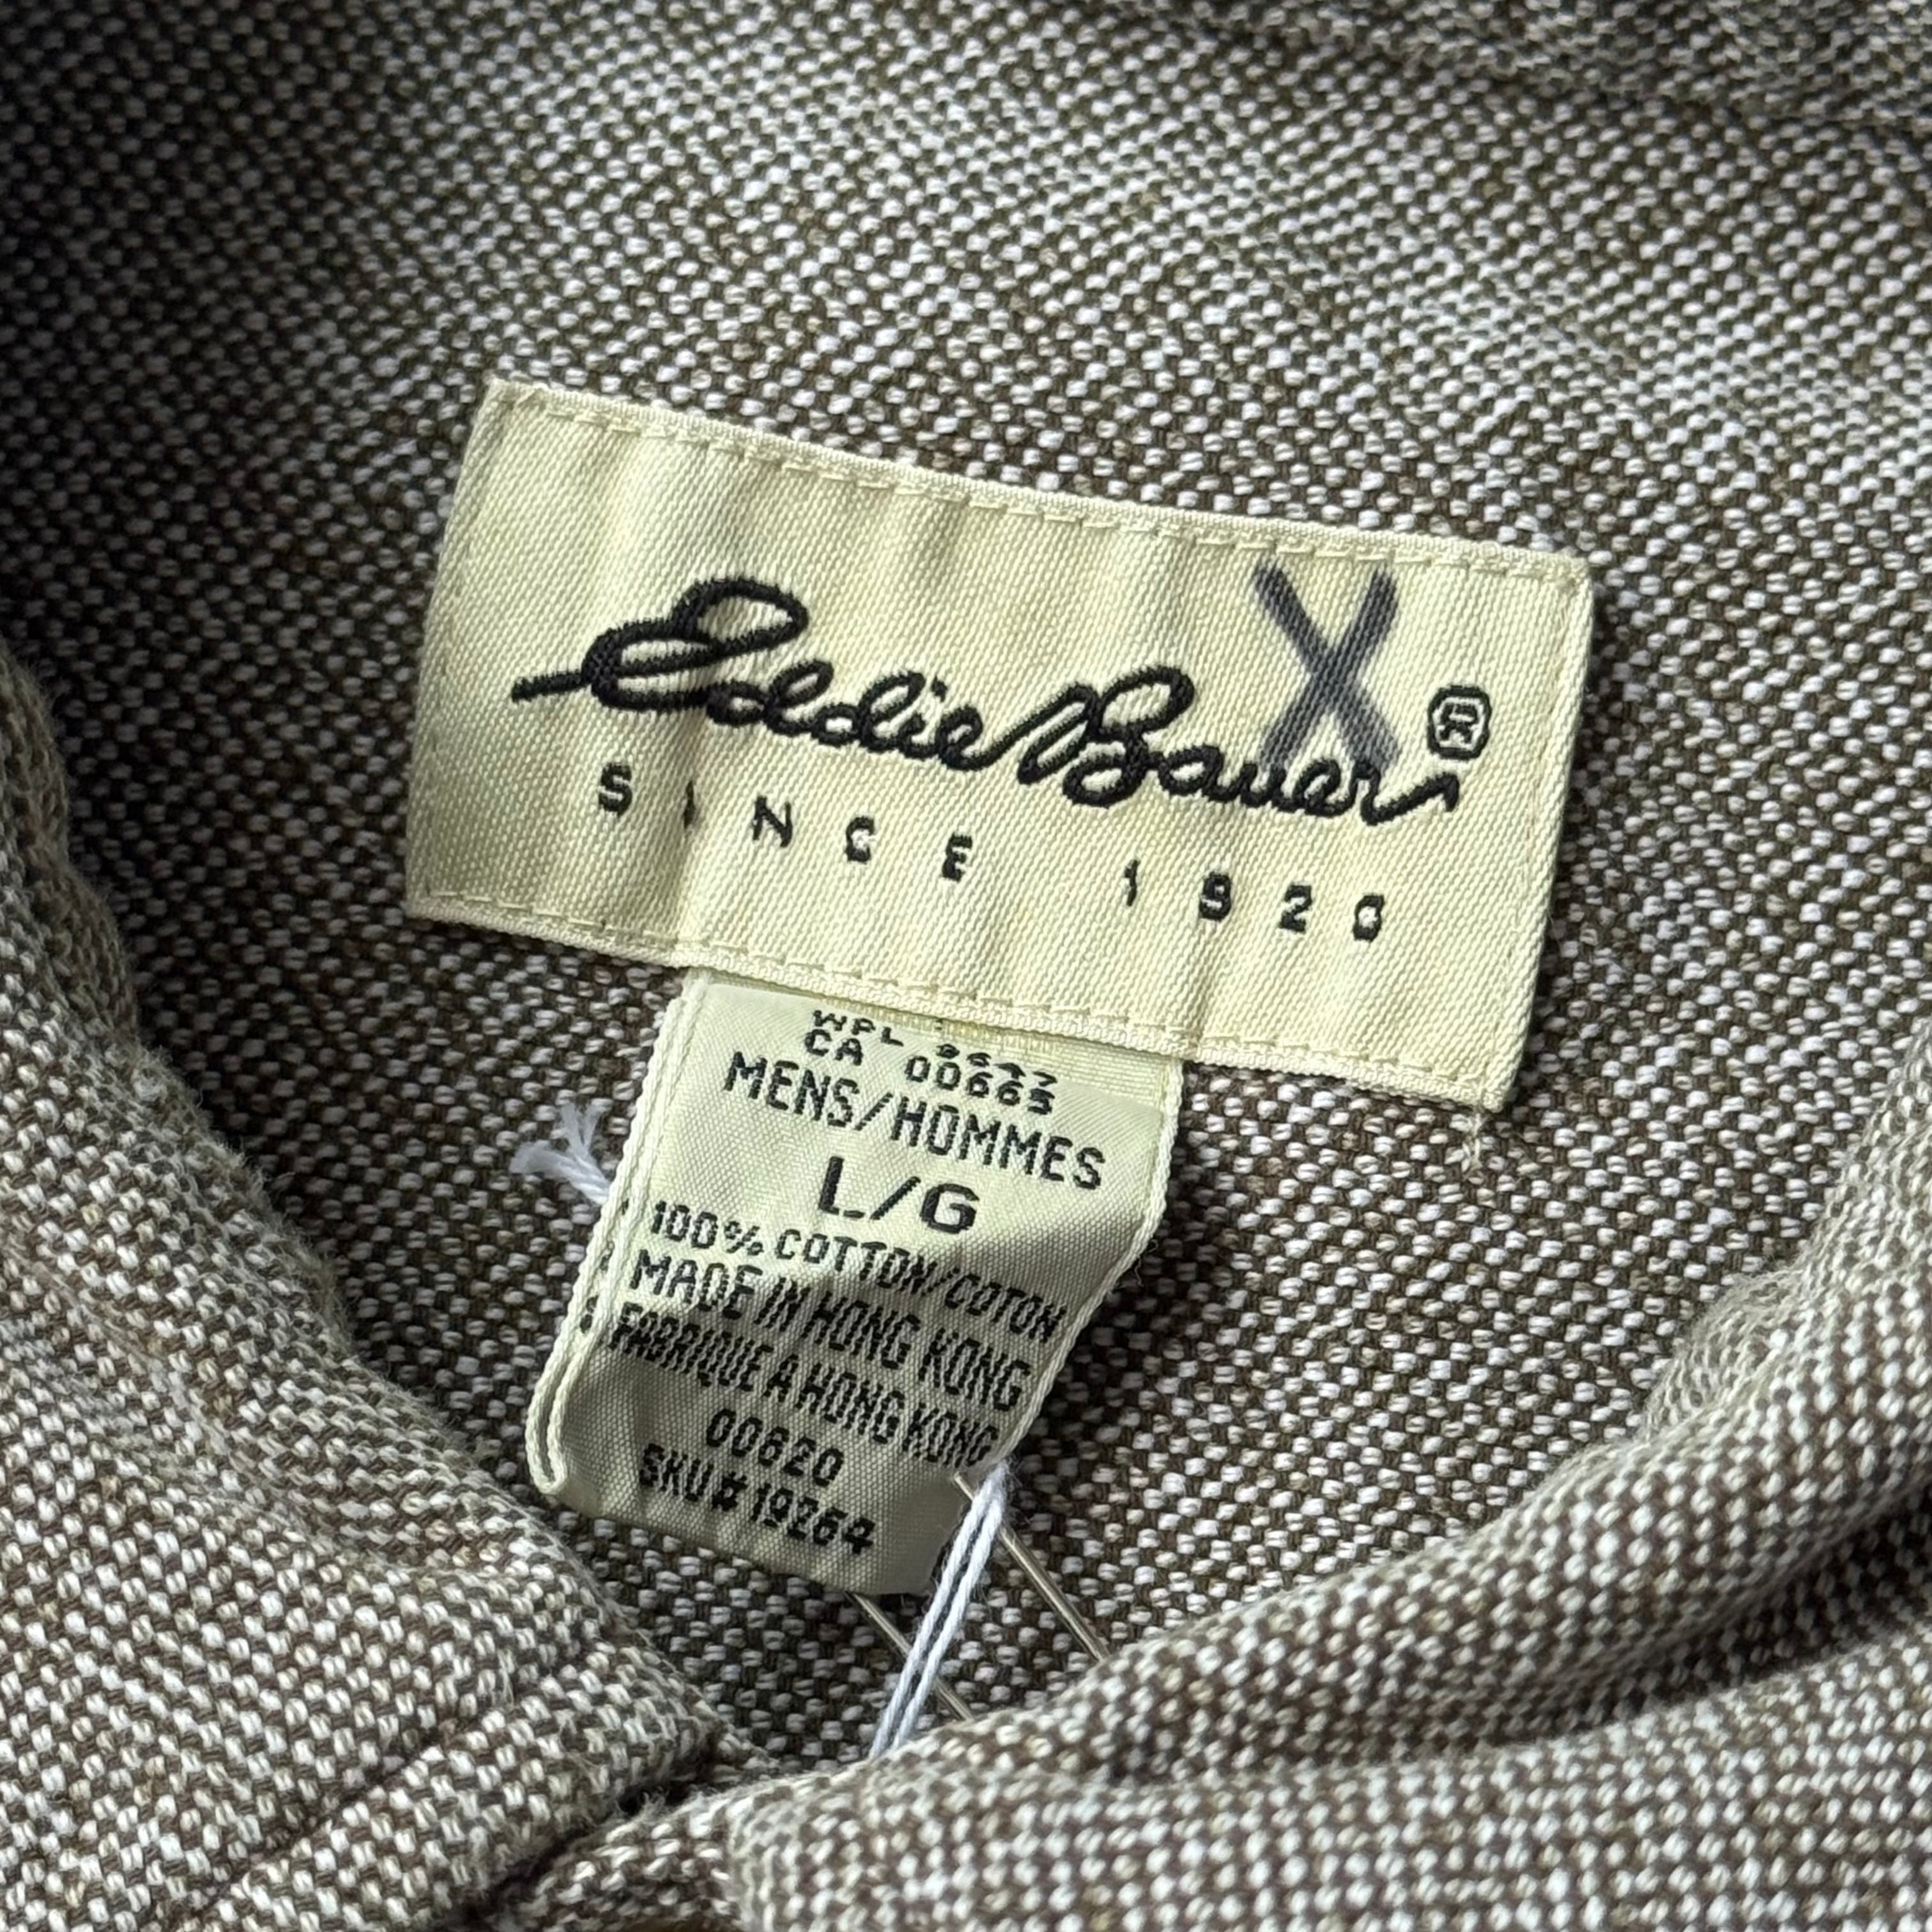 X
Eddie Bauer®
SINCE 1920
WPL
CA 00665
MENS/HOMMES
L/G
100% COTTON/COTON
MADE IN HONG KONG
FABRIQUE A HONG KONG
00620
SKU# 19264